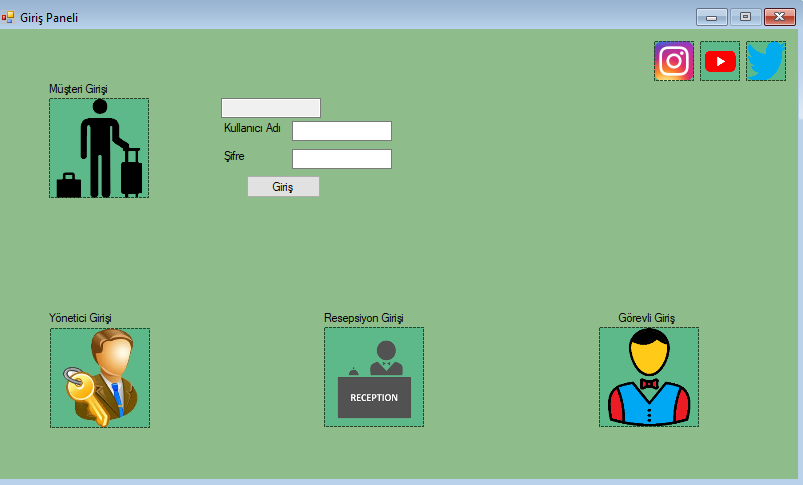 Giriş Paneli
Müşteri Girişi
Kullanıcı Adı
Şifre
Giriş
Yönetici Girişi
Resepsiyon Girişi
Görevli Giriş
RECEPTION